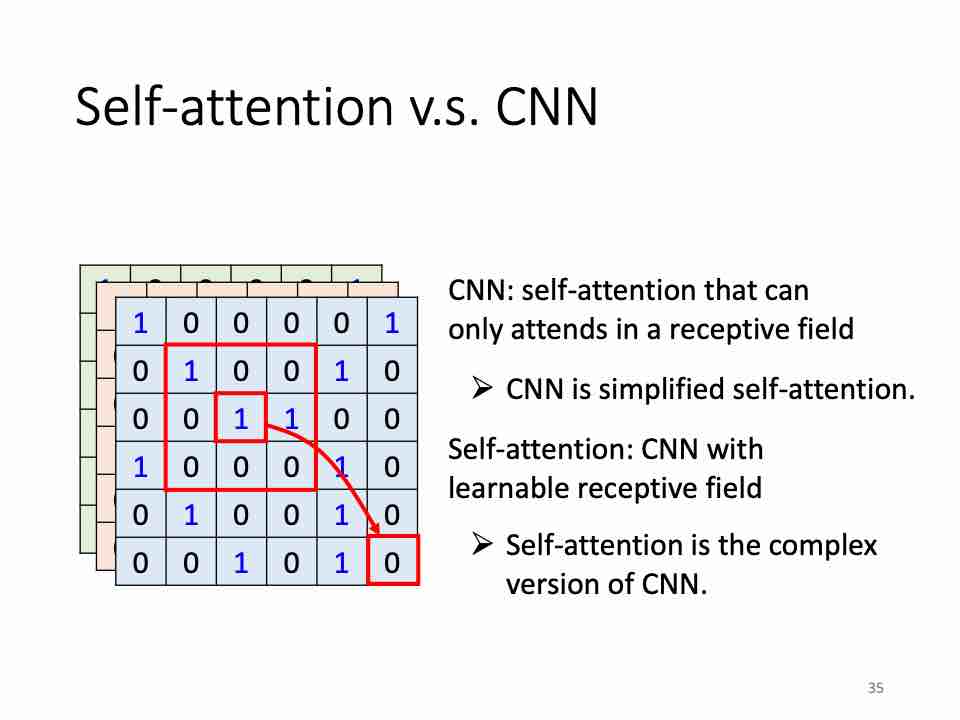 Self-attention v.s. CNN
1 0 0 0 0 1
0 1 0 0 1 0
0 0 1 1 0 0
1 0 0 0 1 0
0 1 0 0 1 0
0 0 1 0 1 0
CNN: self-attention that can
only attends in a receptive field
➢ CNN is simplified self-attention.
Self-attention: CNN with
learnable receptive field
➢ Self-attention is the complex
version of CNN.
35